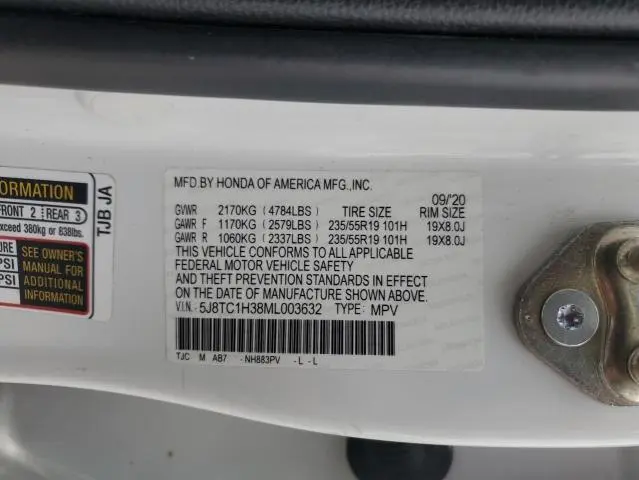 ORMATION
FRONT 2 REAR 3
exceed 380kg or 838lbs.
URE
PSI
PSI
SEE OWNER'S
MANUAL FOR
ADDITIONAL
INFORMATION
TJB JA
MFD.BY HONDA OF AMERICA MFG.,INC.
09/'20
GVWR 2170KG (4784LBS) TIRE SIZE RIM SIZE
GAWR F 1170KG (2579LBS) 235/55R19 101H 19X8.0J
GAWR R 1060KG (2337LBS) 235/55R19 101H 19X8.0J
THIS VEHICLE CONFORMS TO ALL APPLICABLE
FEDERAL MOTOR VEHICLE SAFETY
AND THEFT PREVENTION STANDARDS IN EFFECT
ON THE DATE OF MANUFACTURE SHOWN ABOVE.
V.I.N. 5J8TC1H38ML003632 TYPE: MPV
TJC M AB7 -NH883PV -L -L